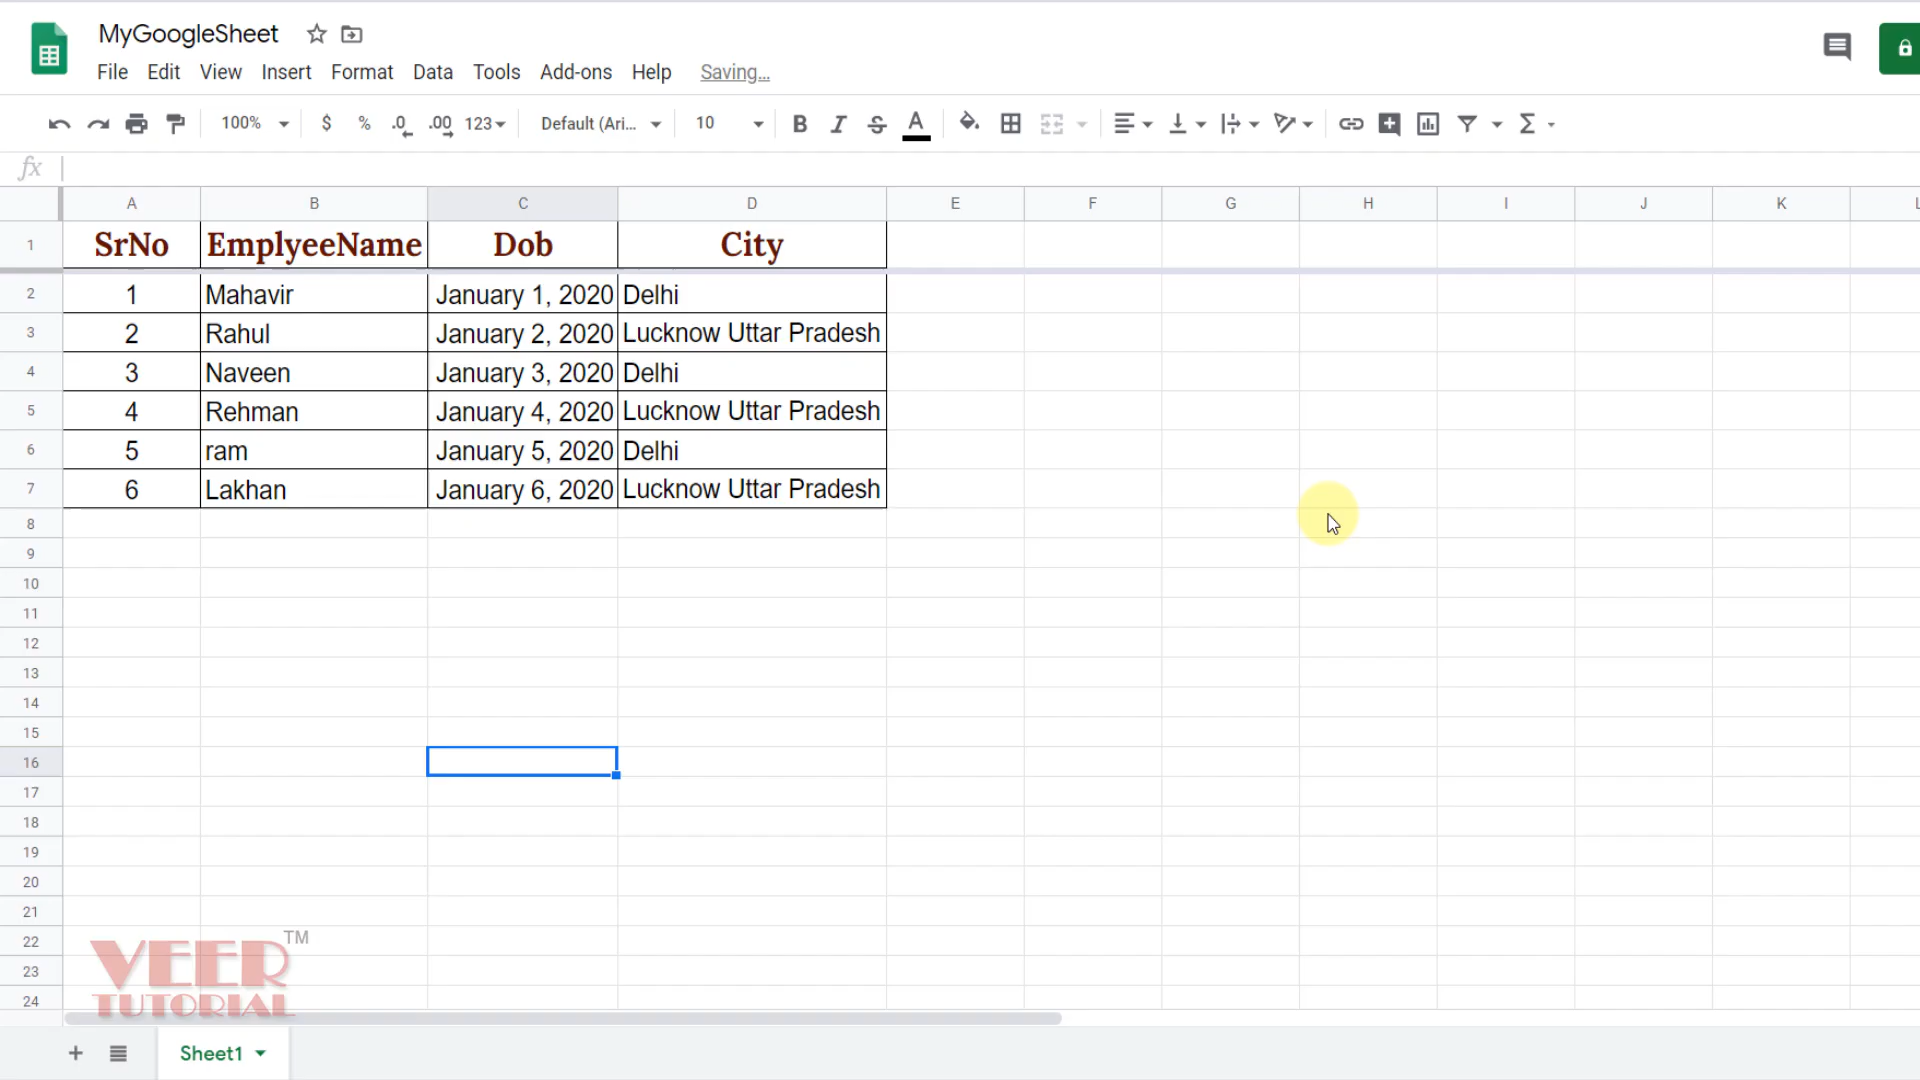 MyGoogleSheet
File Edit View Insert Format Data Tools Add-ons Help Saving...
100% $ % .0 .00 123 Default (Ari... 10 B I S A Σ
fx
A B C D E F G H I J K L
1 SrNo EmplyeeName Dob City
2 1 Mahavir January 1, 2020 Delhi
3 2 Rahul January 2, 2020 Lucknow Uttar Pradesh
4 3 Naveen January 3, 2020 Delhi
5 4 Rehman January 4, 2020 Lucknow Uttar Pradesh
6 5 ram January 5, 2020 Delhi
7 6 Lakhan January 6, 2020 Lucknow Uttar Pradesh
8
9
10
11
12
13
14
15
16
17
18
19
20
21
22
23
24
VEER TM
TUTORIAL
Sheet1